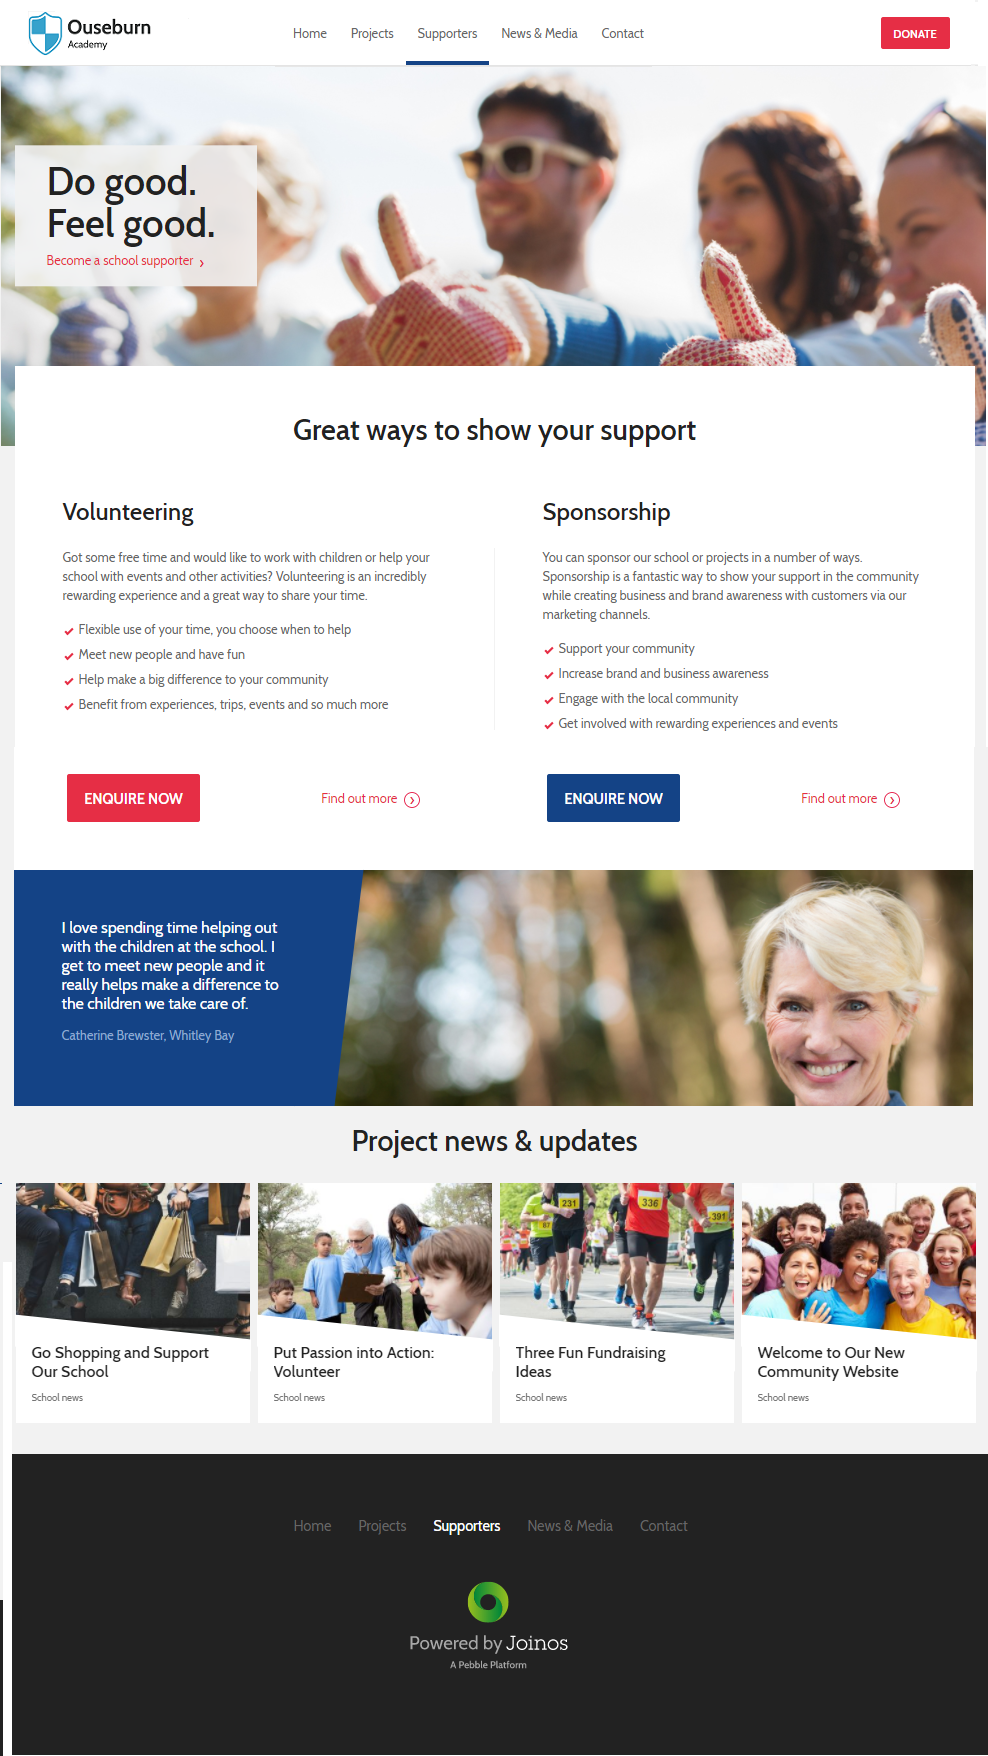 Ouseburn
Academy
Home Projects Supporters News & Media Contact
DONATE
Do good.
Feel good.
Become a school supporter
Great ways to show your support
Volunteering
Got some free time and would like to work with children or help your
school with events and other activities? Volunteering is an incredibly
rewarding experience and a great way to share your time.
Flexible use of your time, you choose when to help
Meet new people and have fun
Help make a big difference to your community
Benefit from experiences, trips, events and so much more
ENQUIRE NOW
Find out more
Sponsorship
You can sponsor our school or projects in a number of ways.
Sponsorship is a fantastic way to show your support in the community
while creating business and brand awareness with customers via our
marketing channels.
Support your community
Increase brand and business awareness
Engage with the local community
Get involved with rewarding experiences and events
ENQUIRE NOW
Find out more
I love spending time helping out
with the children at the school. I
get to meet new people and it
really helps make a difference to
the children we take care of.
Catherine Brewster, Whitley Bay
Project news & updates
Go Shopping and Support
Our School
School news
Put Passion into Action:
Volunteer
School news
87
231
336
391
Three Fun Fundraising
Ideas
School news
Welcome to Our New
Community Website
School news
Home Projects Supporters News & Media Contact
Powered by Joinos
A Pebble Platform